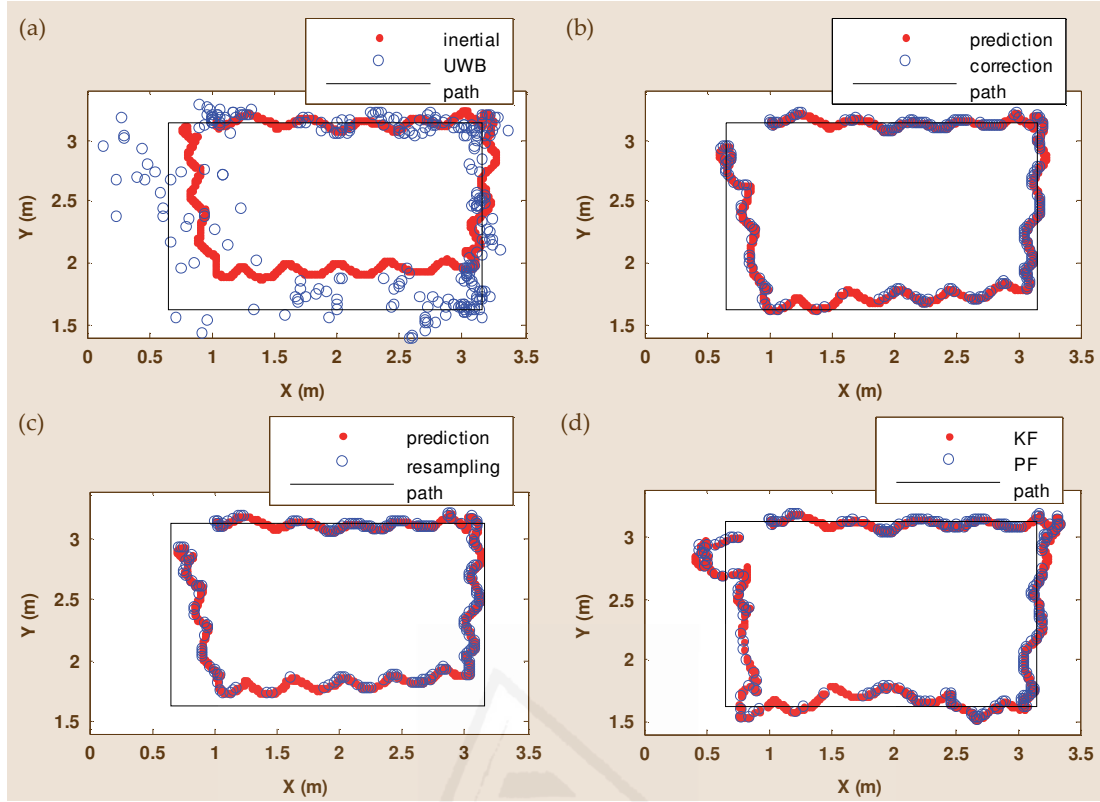 (a)
inertial
UWB
path
3
2.5
2
1.5
Y (m)
0 0.5 1 1.5 2 2.5 3 3.5
X (m)
(b)
prediction
correction
path
3
2.5
2
1.5
Y (m)
0 0.5 1 1.5 2 2.5 3 3.5
X (m)
(c)
prediction
resampling
path
3
2.5
2
1.5
Y (m)
0 0.5 1 1.5 2 2.5 3 3.5
X (m)
(d)
KF
PF
path
3
2.5
2
1.5
Y (m)
0 0.5 1 1.5 2 2.5 3 3.5
X (m)